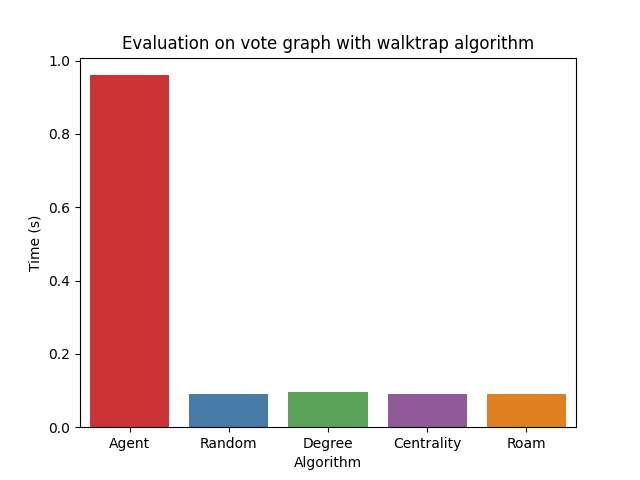 Evaluation on vote graph with walktrap algorithm
1.0
0.8
0.6
0.4
0.2
0.0
Time (s)
Agent Random Degree Centrality Roam
Algorithm